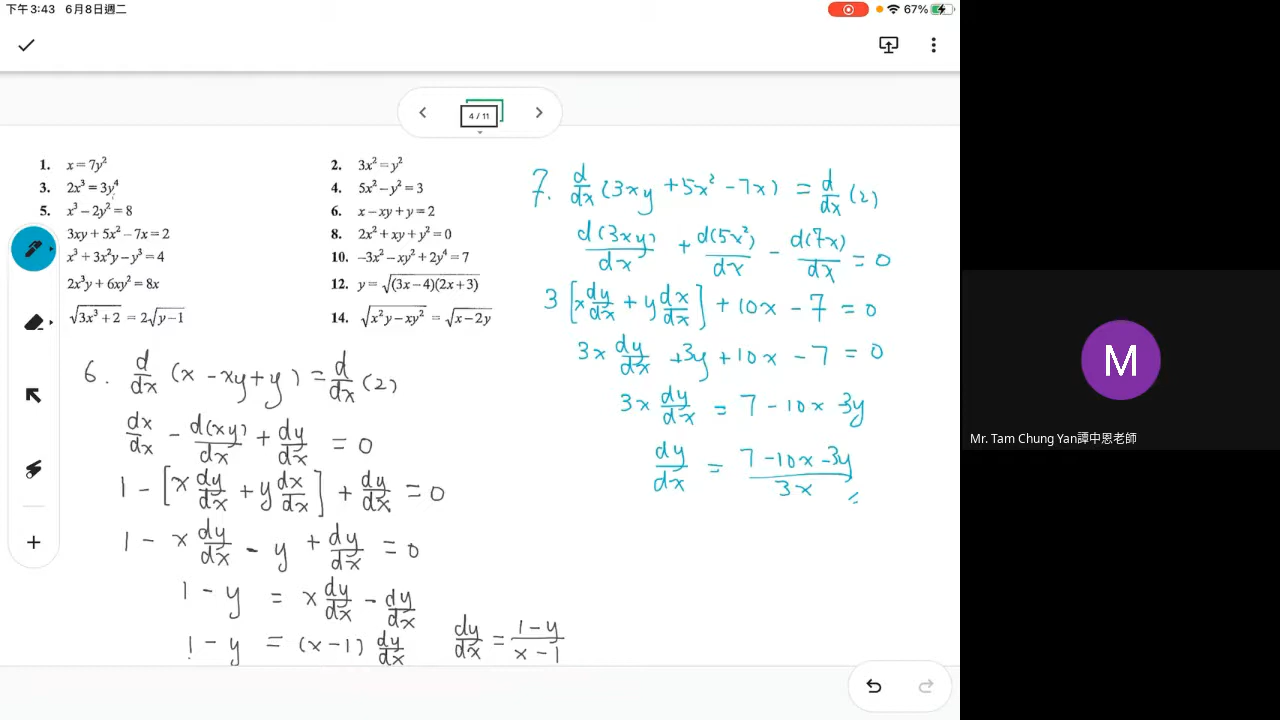 下午3:43 6月8日週二
67%
4 / 11
1. x = 7y²
2. 3x² = y²
3. 2x³ = 3y⁴
4. 5x² − y² = 3
5. x³ − 2y² = 8
6. x − xy + y = 2
3xy + 5x² − 7x = 2
8. 2x² + xy + y² = 0
x³ + 3x²y − y³ = 4
10. −3x² − xy² + 2y⁴ = 7
2x³y + 6xy² = 8x
12. y = √((3x − 4)(2x + 3))
√(3x³ + 2) = 2√(y − 1)
14. √(x²y − xy²) = √(x − 2y)
6. d/dx (x − xy + y) = d/dx (2)
dx/dx − d(xy)/dx + dy/dx = 0
1 − [x dy/dx + y dx/dx] + dy/dx = 0
1 − x dy/dx − y + dy/dx = 0
1 − y = x dy/dx − dy/dx
1 − y = (x − 1) dy/dx
dy/dx = (1 − y)/(x − 1)
7. d/dx (3xy + 5x² − 7x) = d/dx (2)
d(3xy)/dx + d(5x²)/dx − d(7x)/dx = 0
3 [x dy/dx + y dx/dx] + 10x − 7 = 0
3x dy/dx + 3y + 10x − 7 = 0
3x dy/dx = 7 − 10x 3y
dy/dx = (7 − 10x − 3y)/(3x)
M
Mr. Tam Chung Yan譚中恩老師